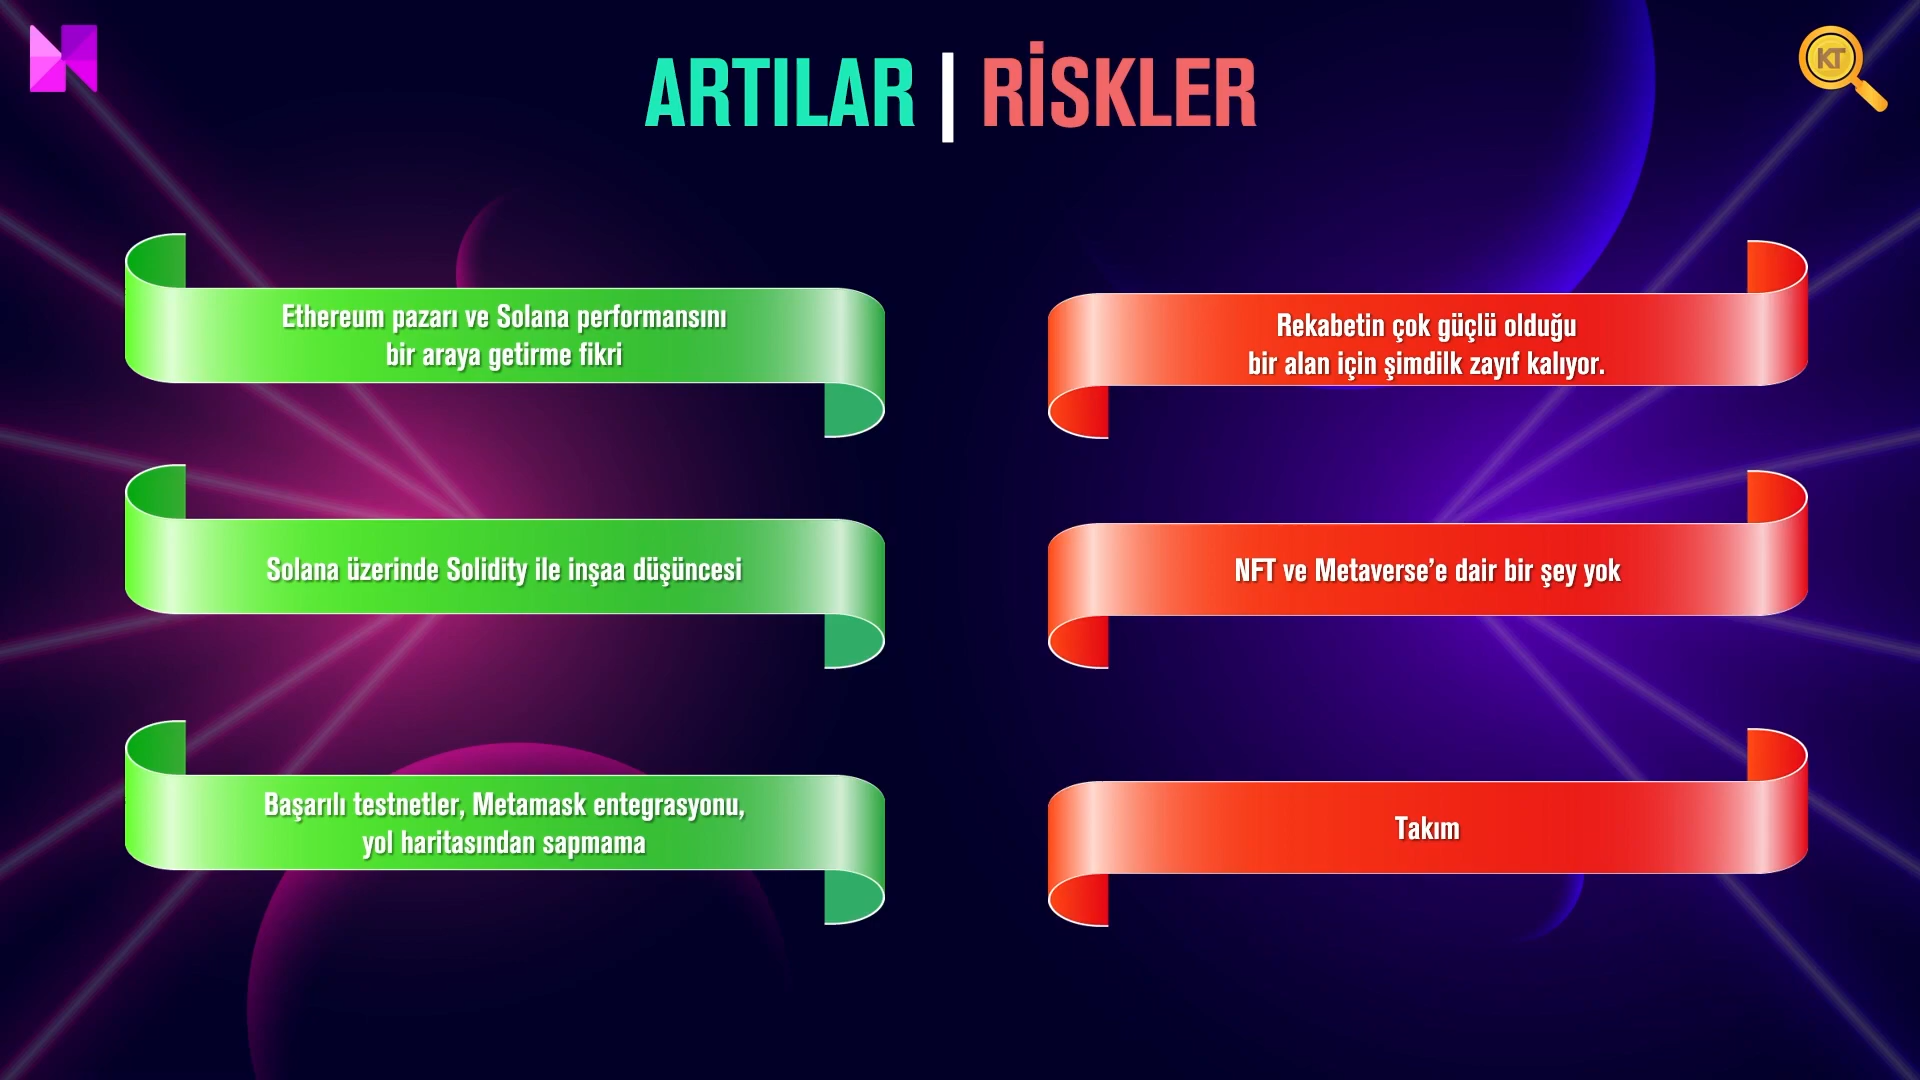 KT
ARTILAR | RİSKLER
Ethereum pazarı ve Solana performansını
bir araya getirme fikri
Solana üzerinde Solidity ile inşaa düşüncesi
Başarılı testnetler, Metamask entegrasyonu,
yol haritasından sapmama
Rekabetin çok güçlü olduğu
bir alan için şimdilk zayıf kalıyor.
NFT ve Metaverse’e dair bir şey yok
Takım